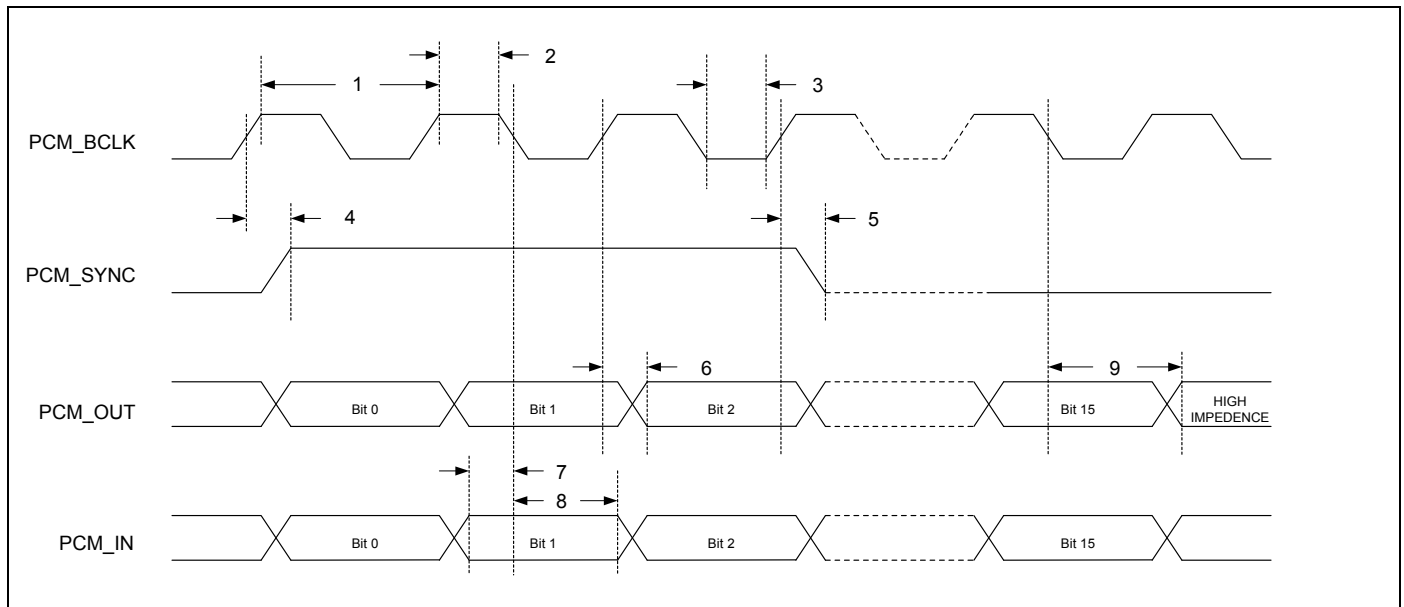 2
1
3
PCM_BCLK
4
5
PCM_SYNC
9
6
PCM_OUT
Bit 0
Bit 1
Bit 2
Bit 15
HIGH
IMPEDENCE
7
8
PCM_IN
Bit 0
Bit 1
Bit 2
Bit 15